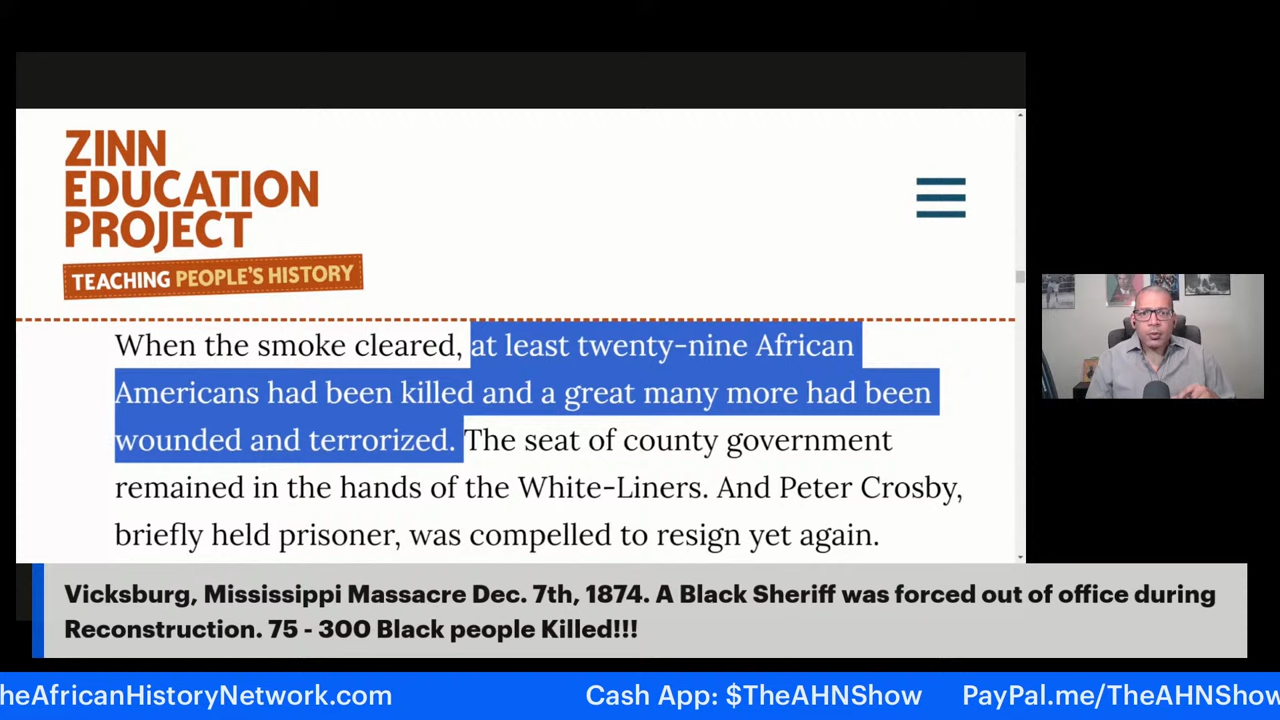 ZINN
EDUCATION
PROJECT
TEACHING PEOPLE'S HISTORY
When the smoke cleared, at least twenty-nine African
Americans had been killed and a great many more had been
wounded and terrorized. The seat of county government
remained in the hands of the White-Liners. And Peter Crosby,
briefly held prisoner, was compelled to resign yet again.
Vicksburg, Mississippi Massacre Dec. 7th, 1874. A Black Sheriff was forced out of office during
Reconstruction. 75 - 300 Black people Killed!!!
heAfricanHistoryNetwork.com Cash App: $TheAHNShow PayPal.me/TheAHNShow